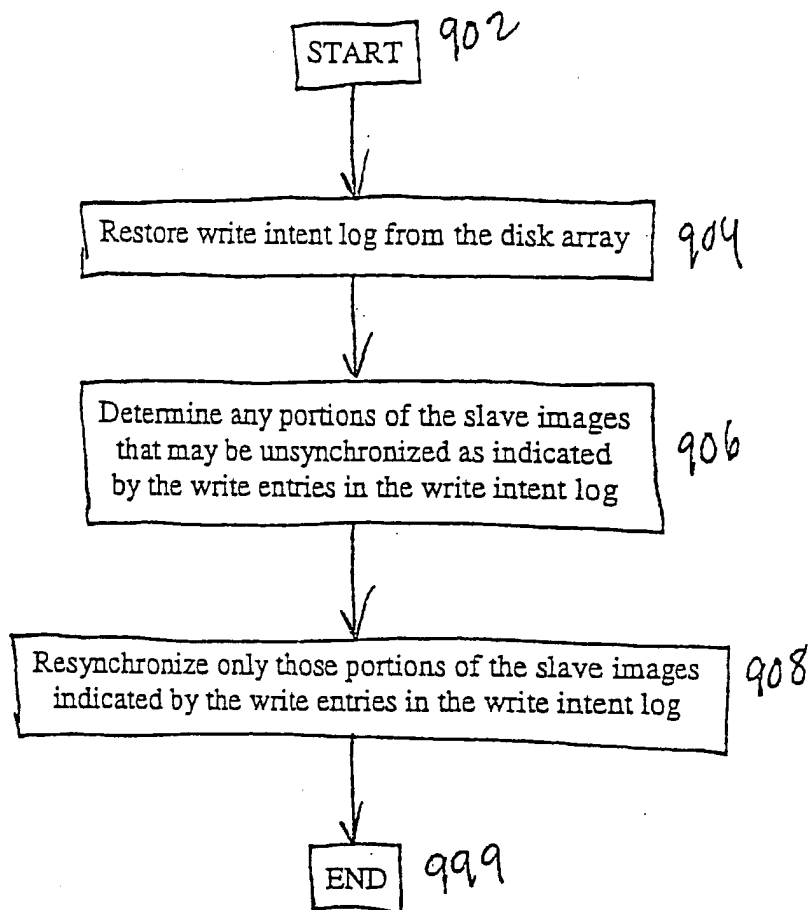 START 902
Restore write intent log from the disk array 904
Determine any portions of the slave images
that may be unsynchronized as indicated 906
by the write entries in the write intent log
Resynchronize only those portions of the slave images 908
indicated by the write entries in the write intent log
END 999